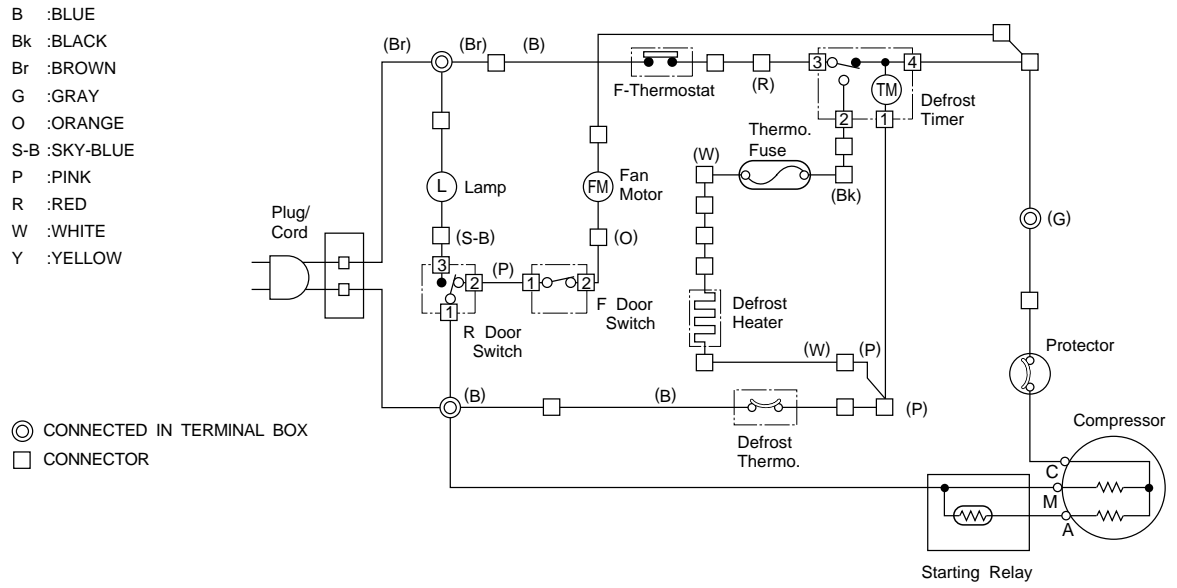 B :BLUE
Bk :BLACK
Br :BROWN
G :GRAY
O :ORANGE
S-B :SKY-BLUE
P :PINK
R :RED
W :WHITE
Y :YELLOW
(Br)
(Br)
(B)
F-Thermostat
(R)
3
4
TM
2
1
Defrost
Timer
Thermo.
Fuse
(W)
(Bk)
L
Lamp
FM
Fan
Motor
(G)
Plug/
Cord
(S-B)
(O)
3
2
(P)
1
2
1
R Door
Switch
F Door
Switch
Defrost
Heater
(W)
(P)
Protector
(B)
(B)
(P)
Defrost
Thermo.
Compressor
CONNECTED IN TERMINAL BOX
CONNECTOR
C
M
A
Starting Relay